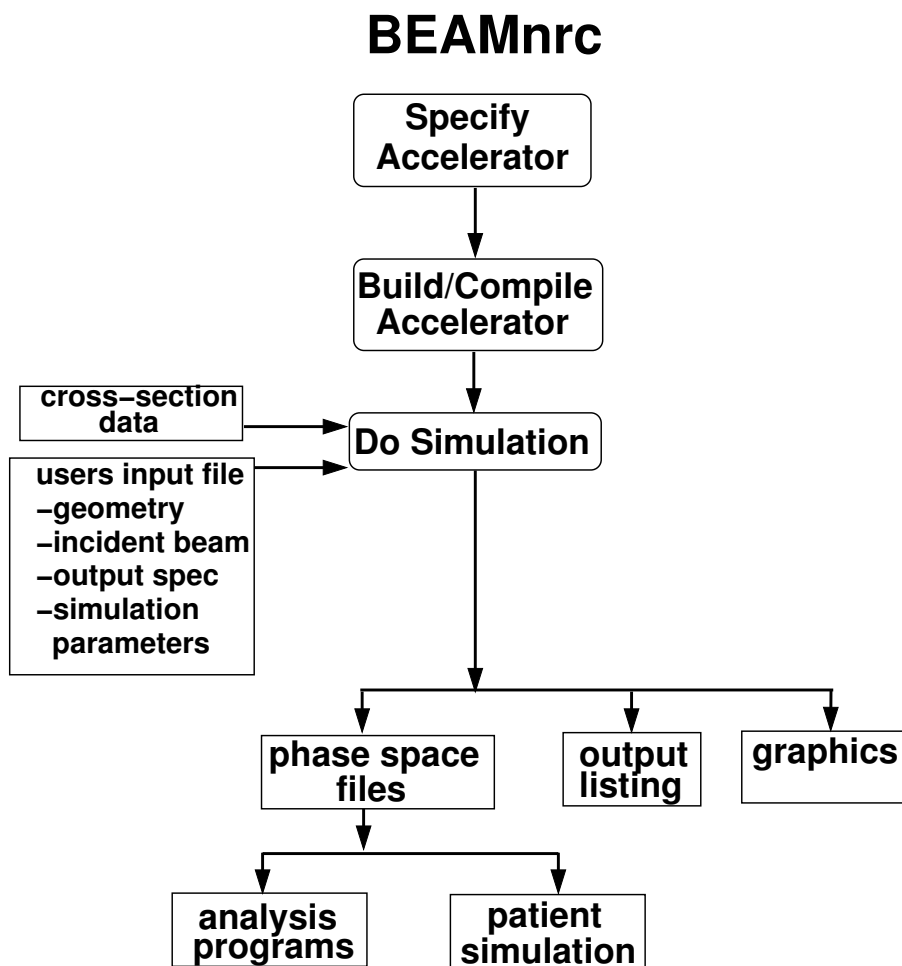 BEAMnrc
Specify
Accelerator
Build/Compile
Accelerator
cross−section
data
Do Simulation
users input file
−geometry
−incident beam
−output spec
−simulation
parameters
phase space
files
output
listing
graphics
analysis
programs
patient
simulation